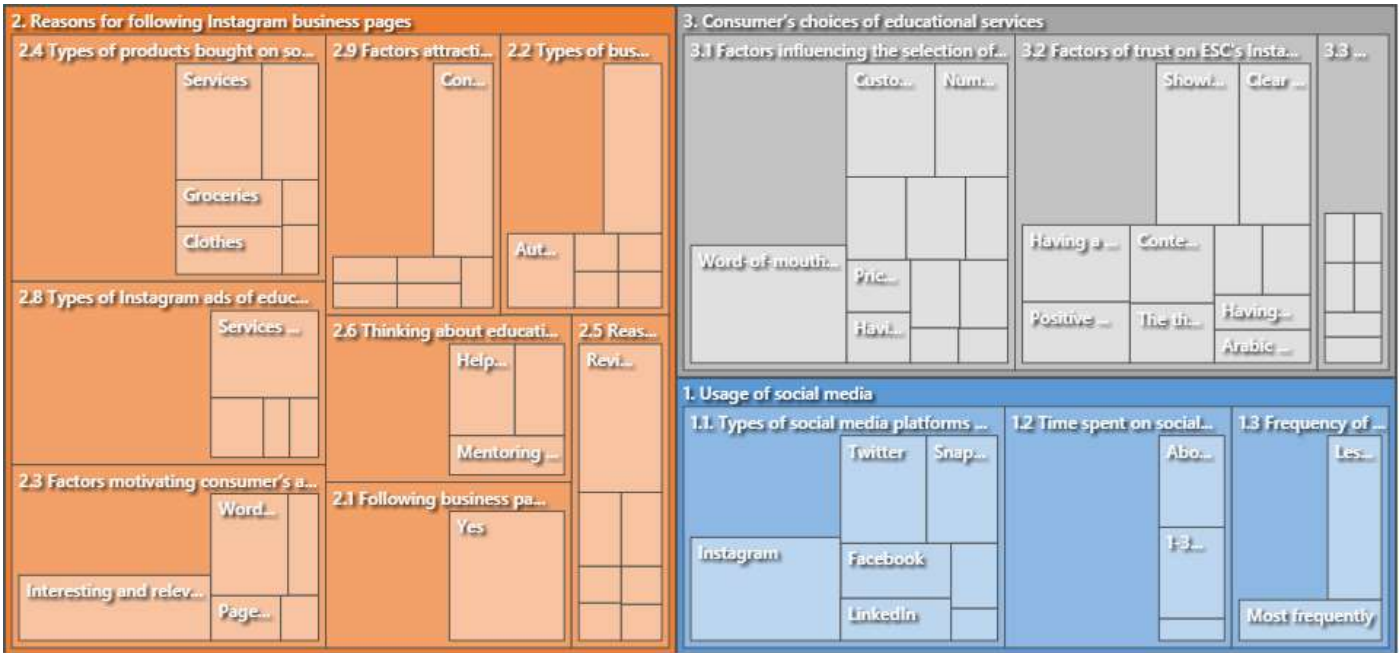 2. Reasons for following Instagram business pages
2.4 Types of products bought on so...
Services
Groceries
Clothes
2.9 Factors attracti...
Con...
2.2 Types of bus...
Aut...
2.8 Types of Instagram ads of educ...
Services ...
2.6 Thinking about educati...
Help...
Mentoring ...
2.5 Reas...
Revi...
2.3 Factors motivating consumer's a...
Word...
Interesting and relev...
Page...
2.1 Following business pa...
Yes
3. Consumer's choices of educational services
3.1 Factors influencing the selection of...
Custo...
Num...
Word-of-mouth...
Pric...
Havi...
3.2 Factors of trust on ESC's Insta...
Showi...
Clear ...
Having a ...
Conte...
Positive ...
The th...
Having...
Arabic ...
3.3 ...
1. Usage of social media
1.1. Types of social media platforms ...
Twitter
Snap...
Instagram
Facebook
LinkedIn
1.2 Time spent on social...
Abo...
1-3...
1.3 Frequency of ...
Les...
Most frequently